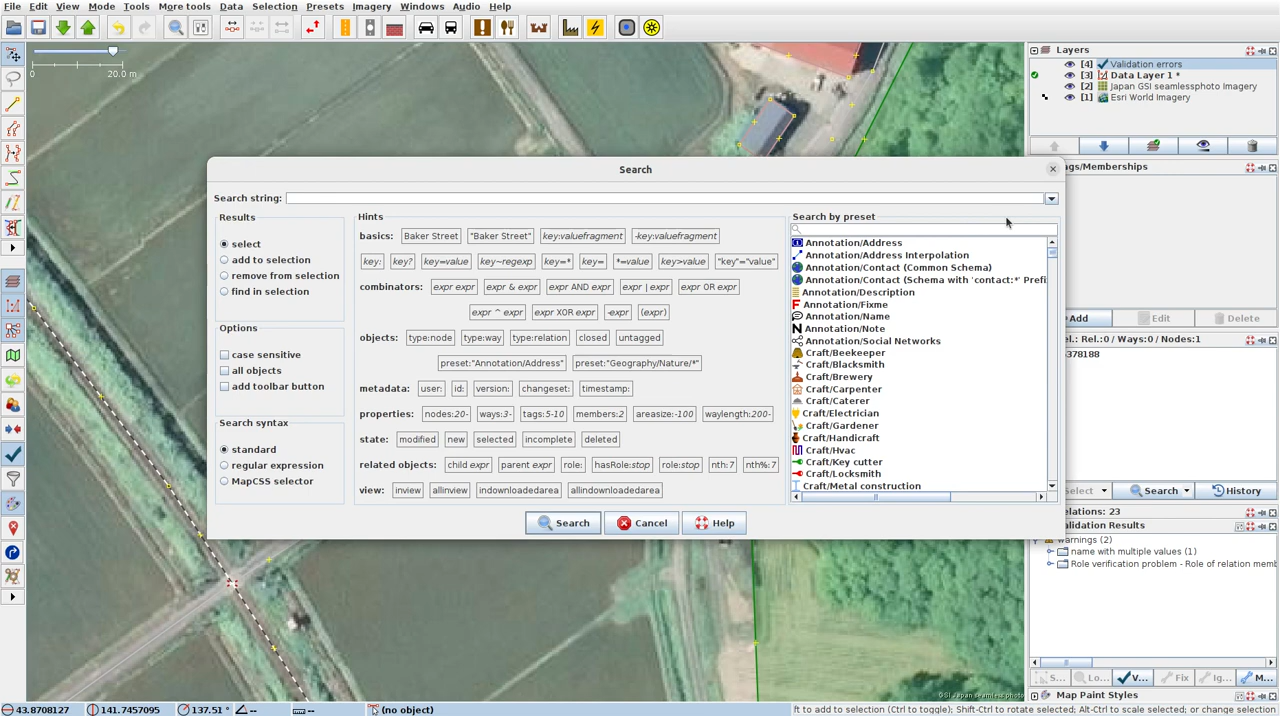 File Edit View Mode Tools More tools Data Selection Presets Imagery Windows Audio Help
0 20.0 m
Layers
[4] Validation errors
[3] Data Layer 1 *
[2] Japan GSI seamlessphoto Imagery
[1] Esri World Imagery
gs/Memberships
Add Edit Delete
Rel.: Rel.:0 / Ways:0 / Nodes:1
378188
Select Search History
elations: 23
alidation Results
warnings (2)
name with multiple values (1)
Role verification problem - Role of relation memb
S... Lo... V... Fix Ig... M...
Map Paint Styles
Search
Search string:
Results
select
add to selection
remove from selection
find in selection
Options
case sensitive
all objects
add toolbar button
Search syntax
standard
regular expression
MapCSS selector
Hints
basics: Baker Street "Baker Street" key:valuefragment -key:valuefragment
key: key? key=value key~regexp key=* key= *=value key>value "key"="value"
combinators: expr expr expr & expr expr AND expr expr | expr expr OR expr
expr ^ expr expr XOR expr -expr (expr)
objects: type:node type:way type:relation closed untagged
preset:"Annotation/Address" preset:"Geography/Nature/*"
metadata: user: id: version: changeset: timestamp:
properties: nodes:20- ways:3- tags:5-10 members:2 areasize:-100 waylength:200-
state: modified new selected incomplete deleted
related objects: child expr parent expr role: hasRole:stop role:stop nth:7 nth%:7
view: inview allinview indownloadedarea allindownloadedarea
Search by preset
Annotation/Address
Annotation/Address Interpolation
Annotation/Contact (Common Schema)
Annotation/Contact (Schema with 'contact:*' Prefi
Annotation/Description
Annotation/Fixme
Annotation/Name
Annotation/Note
Annotation/Social Networks
Craft/Beekeeper
Craft/Blacksmith
Craft/Brewery
Craft/Carpenter
Craft/Caterer
Craft/Electrician
Craft/Gardener
Craft/Handicraft
Craft/Hvac
Craft/Key cutter
Craft/Locksmith
Craft/Metal construction
Search Cancel Help
GSI Japan seamless photo
43.8708127 141.7457095 137.51 ° -- -- (no object) ft to add to selection (Ctrl to toggle); Shift-Ctrl to rotate selected; Alt-Ctrl to scale selected; or change selection